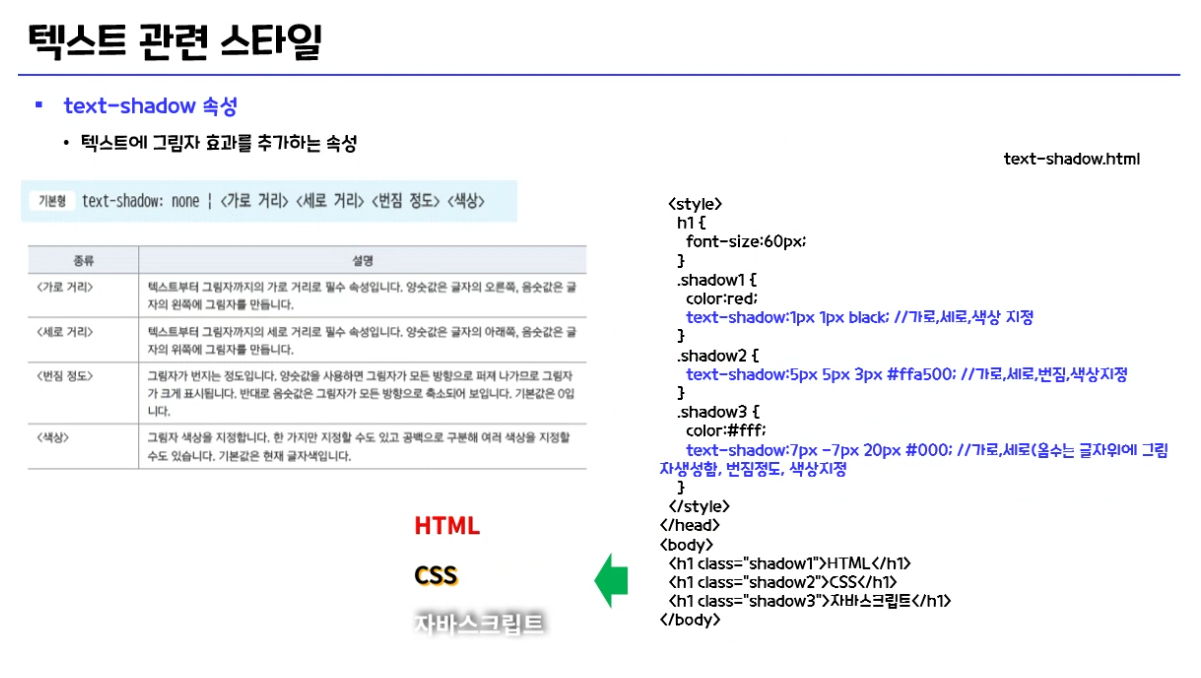 텍스트 관련 스타일
▪ text-shadow 속성
• 텍스트에 그림자 효과를 추가하는 속성
text-shadow.html
기본형 text-shadow: none ¦ <가로 거리> <세로 거리> <번짐 정도> <색상>
종류 설명
<가로 거리> 텍스트부터 그림자까지의 가로 거리로 필수 속성입니다. 양숫값은 글자의 오른쪽, 음숫값은 글
자의 왼쪽에 그림자를 만듭니다.
<세로 거리> 텍스트부터 그림자까지의 세로 거리로 필수 속성입니다. 양숫값은 글자의 아래쪽, 음숫값은 글
자의 위쪽에 그림자를 만듭니다.
<번짐 정도> 그림자가 번지는 정도입니다. 양숫값을 사용하면 그림자가 모든 방향으로 퍼져 나가므로 그림자
가 크게 표시됩니다. 반대로 음숫값은 그림자가 모든 방향으로 축소되어 보입니다. 기본값은 0입
니다.
<색상> 그림자 색상을 지정합니다. 한 가지만 지정할 수도 있고 공백으로 구분해 여러 색상을 지정할
수도 있습니다. 기본값은 현재 글자색입니다.
HTML
CSS
자바스크립트
<style>
h1 {
font-size:60px;
}
.shadow1 {
color:red;
text-shadow:1px 1px black; //가로,세로,색상 지정
}
.shadow2 {
text-shadow:5px 5px 3px #ffa500; //가로,세로,번짐,색상지정
}
.shadow3 {
color:#fff;
text-shadow:7px -7px 20px #000; //가로,세로(음수는 글자위에 그림
자생성함, 번짐정도, 색상지정
}
</style>
</head>
<body>
<h1 class="shadow1">HTML</h1>
<h1 class="shadow2">CSS</h1>
<h1 class="shadow3">자바스크립트</h1>
</body>